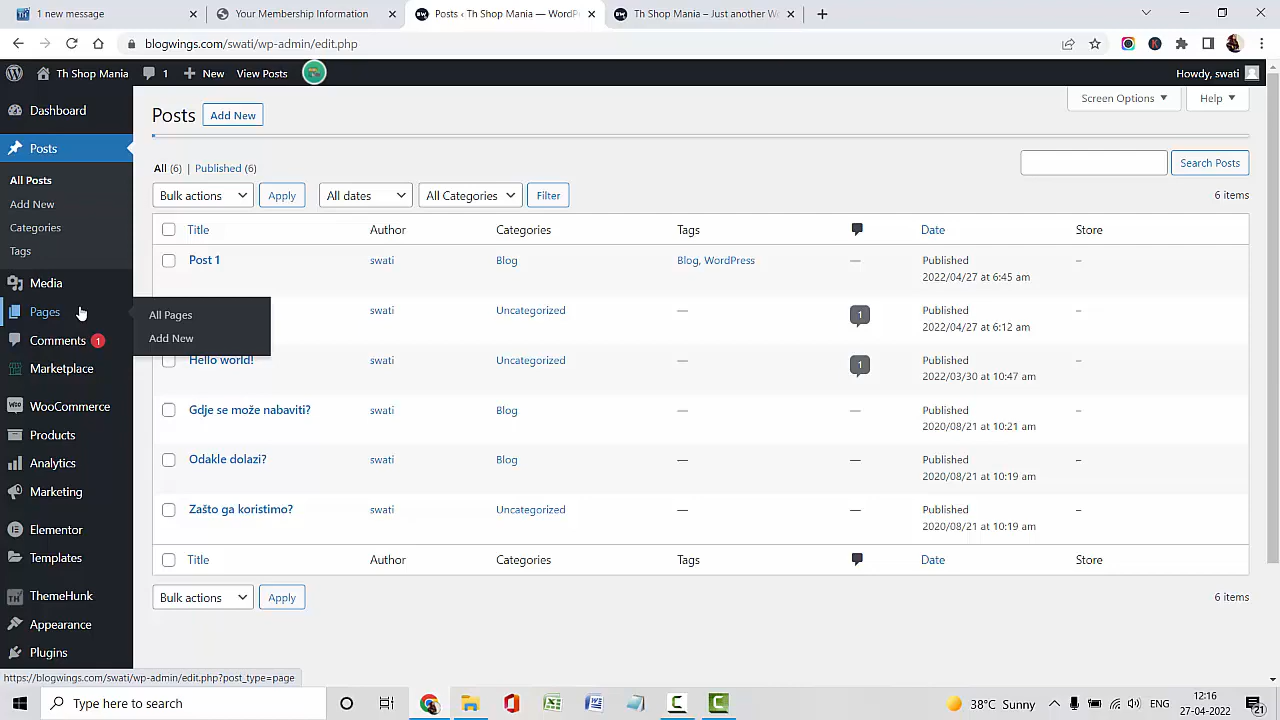 1 new message
Your Membership Information
Posts ‹ Th Shop Mania — WordPr
Th Shop Mania – Just another Wo
blogwings.com/swati/wp-admin/edit.php
Th Shop Mania
1
New
View Posts
Howdy, swati
Dashboard
Posts
All Posts
Add New
Categories
Tags
Media
Pages
Comments 1
Marketplace
WooCommerce
Products
Analytics
Marketing
Elementor
Templates
ThemeHunk
Appearance
Plugins
All Pages
Add New
Posts
Add New
Screen Options
Help
All (6) | Published (6)
Search Posts
Bulk actions
Apply
All dates
All Categories
Filter
6 items
Title Author Categories Tags Date Store
Post 1 swati Blog Blog, WordPress — Published –
2022/04/27 at 6:45 am
swati Uncategorized — 1 Published –
2022/04/27 at 6:12 am
Hello world! swati Uncategorized — 1 Published –
2022/03/30 at 10:47 am
Gdje se može nabaviti? swati Blog — — Published –
2020/08/21 at 10:21 am
Odakle dolazi? swati Blog — — Published –
2020/08/21 at 10:19 am
Zašto ga koristimo? swati Uncategorized — — Published –
2020/08/21 at 10:19 am
Title Author Categories Tags Date Store
Bulk actions
Apply
6 items
https://blogwings.com/swati/wp-admin/edit.php?post_type=page
Type here to search
38°C Sunny
ENG
12:16
27-04-2022
21